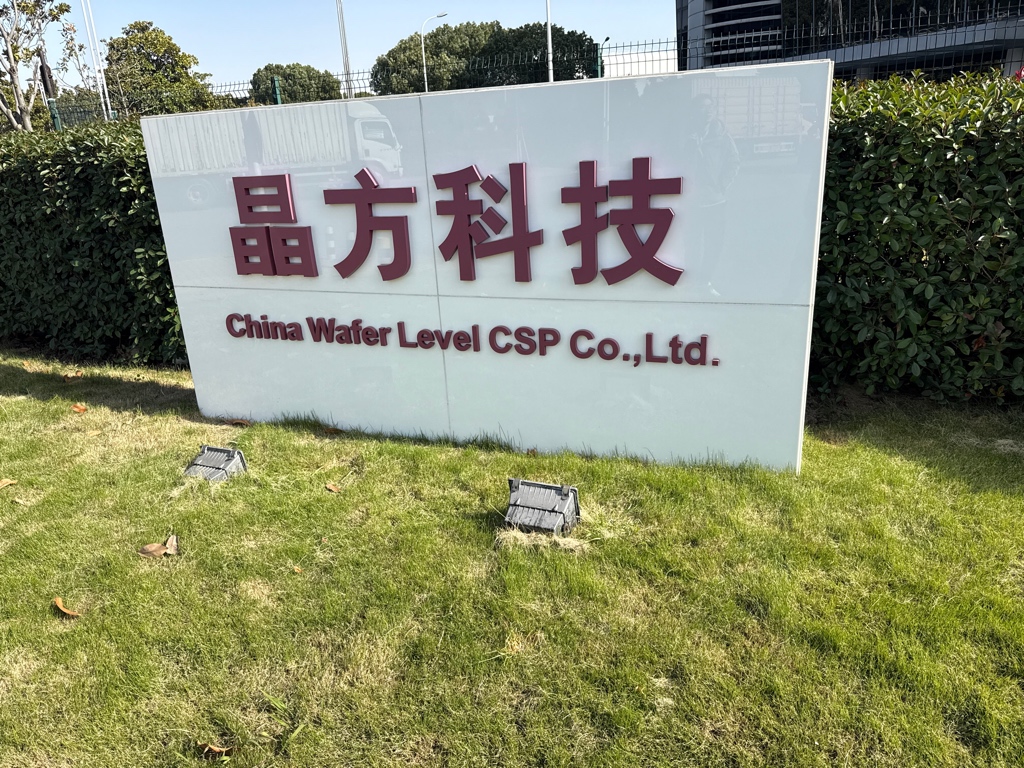 晶方科技
China Wafer Level CSP Co.,Ltd.